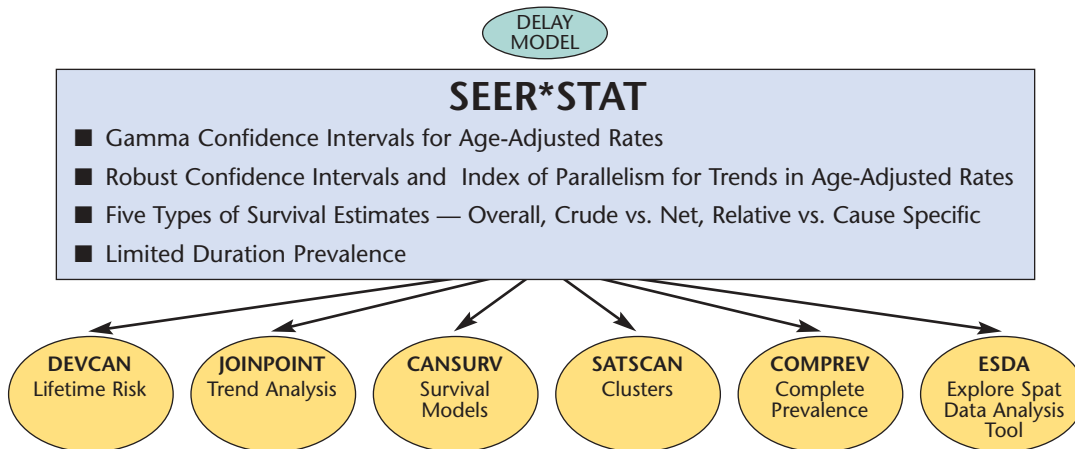 DELAY
MODEL
SEER*STAT
■ Gamma Confidence Intervals for Age-Adjusted Rates
■ Robust Confidence Intervals and Index of Parallelism for Trends in Age-Adjusted Rates
■ Five Types of Survival Estimates — Overall, Crude vs. Net, Relative vs. Cause Specific
■ Limited Duration Prevalence
DEVCAN
Lifetime Risk
JOINPOINT
Trend Analysis
CANSURV
Survival
Models
SATSCAN
Clusters
COMPREV
Complete
Prevalence
ESDA
Explore Spat
Data Analysis
Tool